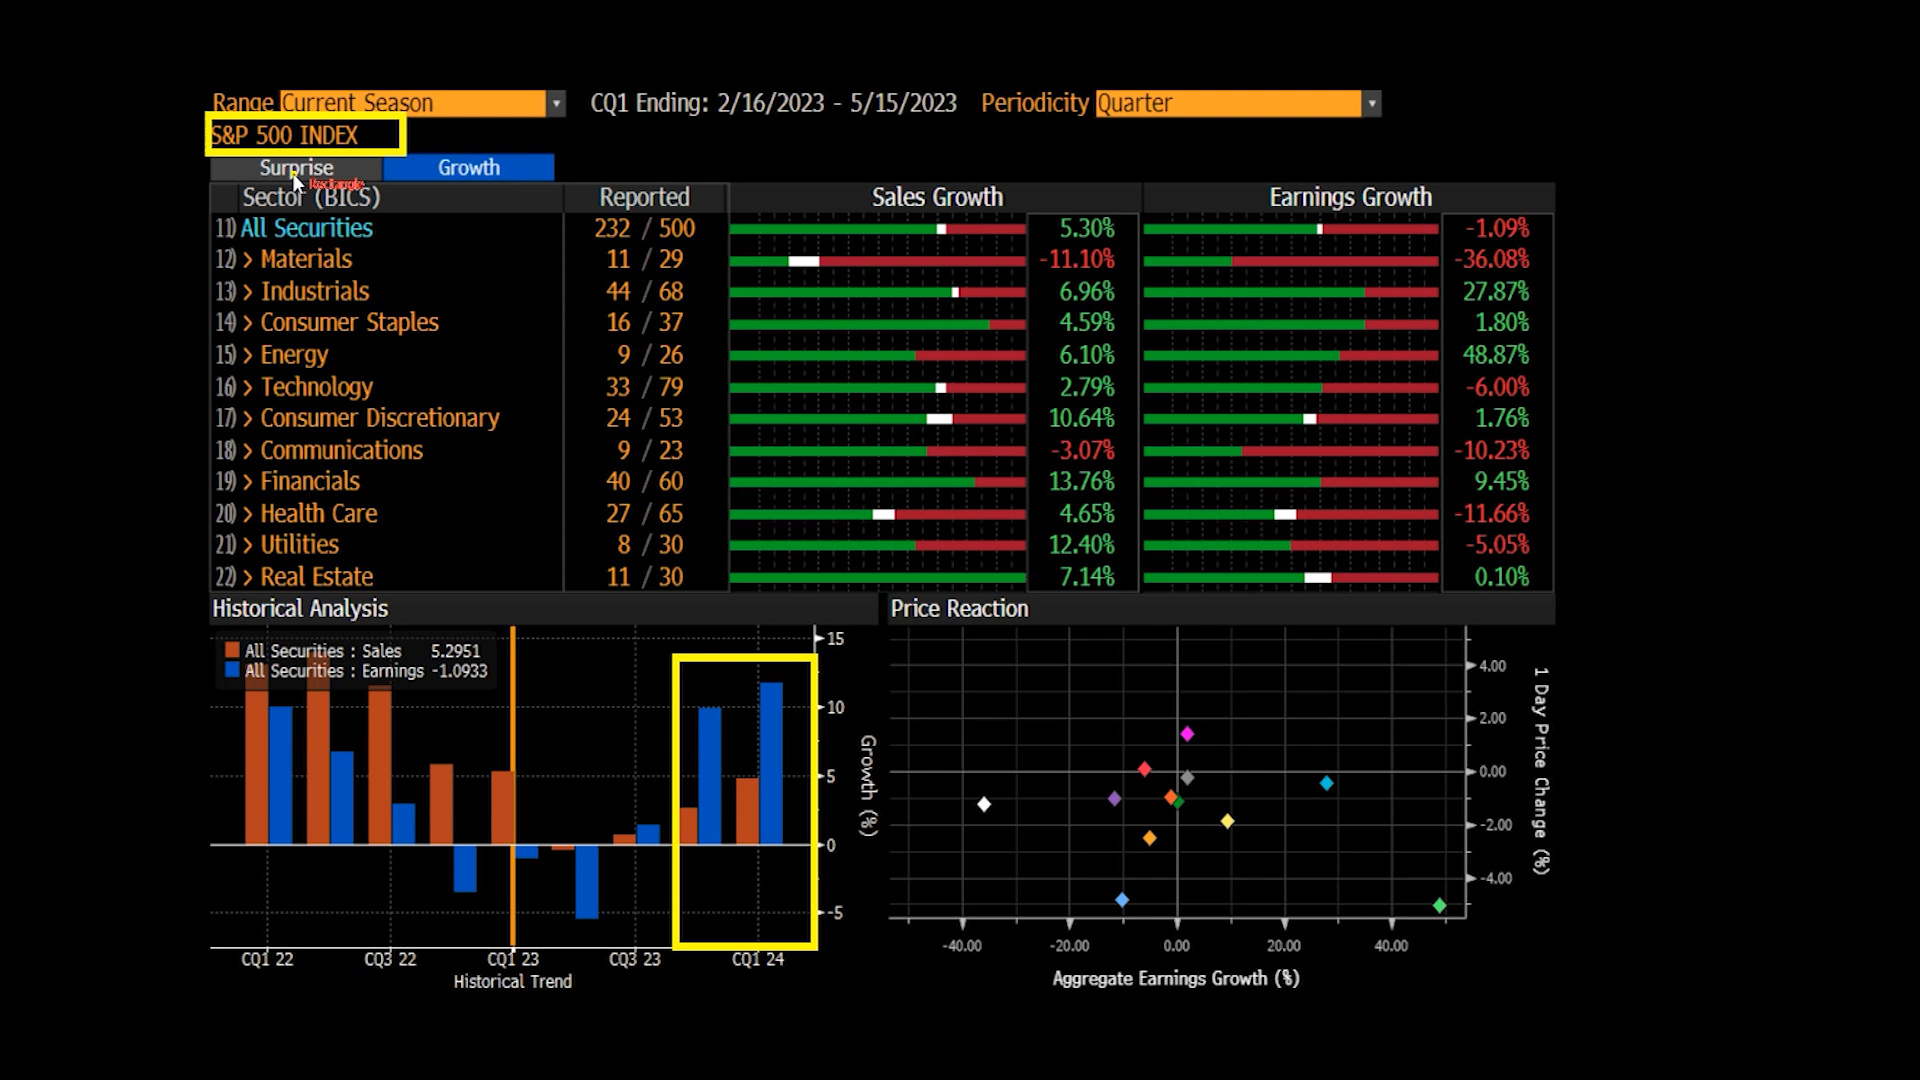 Range Current Season CQ1 Ending: 2/16/2023 - 5/15/2023 Periodicity Quarter
S&P 500 INDEX
Surprise Growth
Sector (BICS) Reported Sales Growth Earnings Growth
11) All Securities 232 / 500 5.30% -1.09%
12) > Materials 11 / 29 -11.10% -36.08%
13) > Industrials 44 / 68 6.96% 27.87%
14) > Consumer Staples 16 / 37 4.59% 1.80%
15) > Energy 9 / 26 6.10% 48.87%
16) > Technology 33 / 79 2.79% -6.00%
17) > Consumer Discretionary 24 / 53 10.64% 1.76%
18) > Communications 9 / 23 -3.07% -10.23%
19) > Financials 40 / 60 13.76% 9.45%
20) > Health Care 27 / 65 4.65% -11.66%
21) > Utilities 8 / 30 12.40% -5.05%
22) > Real Estate 11 / 30 7.14% 0.10%
Historical Analysis
All Securities : Sales 5.2951
All Securities : Earnings -1.0933
15
10
5
0
-5
Growth (%)
CQ1 22 CQ3 22 CQ1 23 CQ3 23 CQ1 24
Historical Trend
Price Reaction
4.00
2.00
0.00
-2.00
-4.00
1 Day Price Change (%)
-40.00 -20.00 0.00 20.00 40.00
Aggregate Earnings Growth (%)